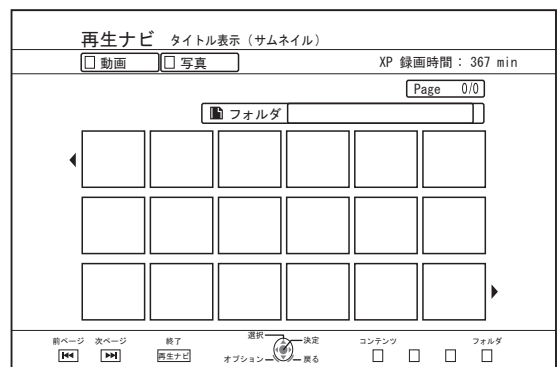 再生ナビ タイトル表示（サムネイル）
動画 写真 XP 録画時間： 367 min
Page 0/0
フォルダ
前ページ 次ページ 終了 選択 決定 コンテンツ フォルダ
再生ナビ オプション 戻る